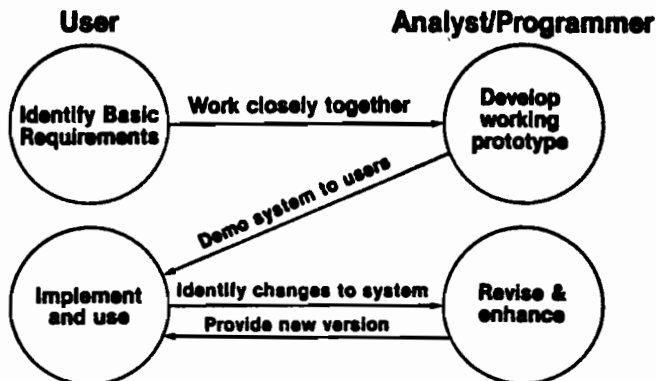 User
Analyst/Programmer
Identify Basic
Requirements
Work closely together
Develop
working
prototype
Demo system to users
Implement
and use
Identify changes to system
Provide new version
Revise &
enhance